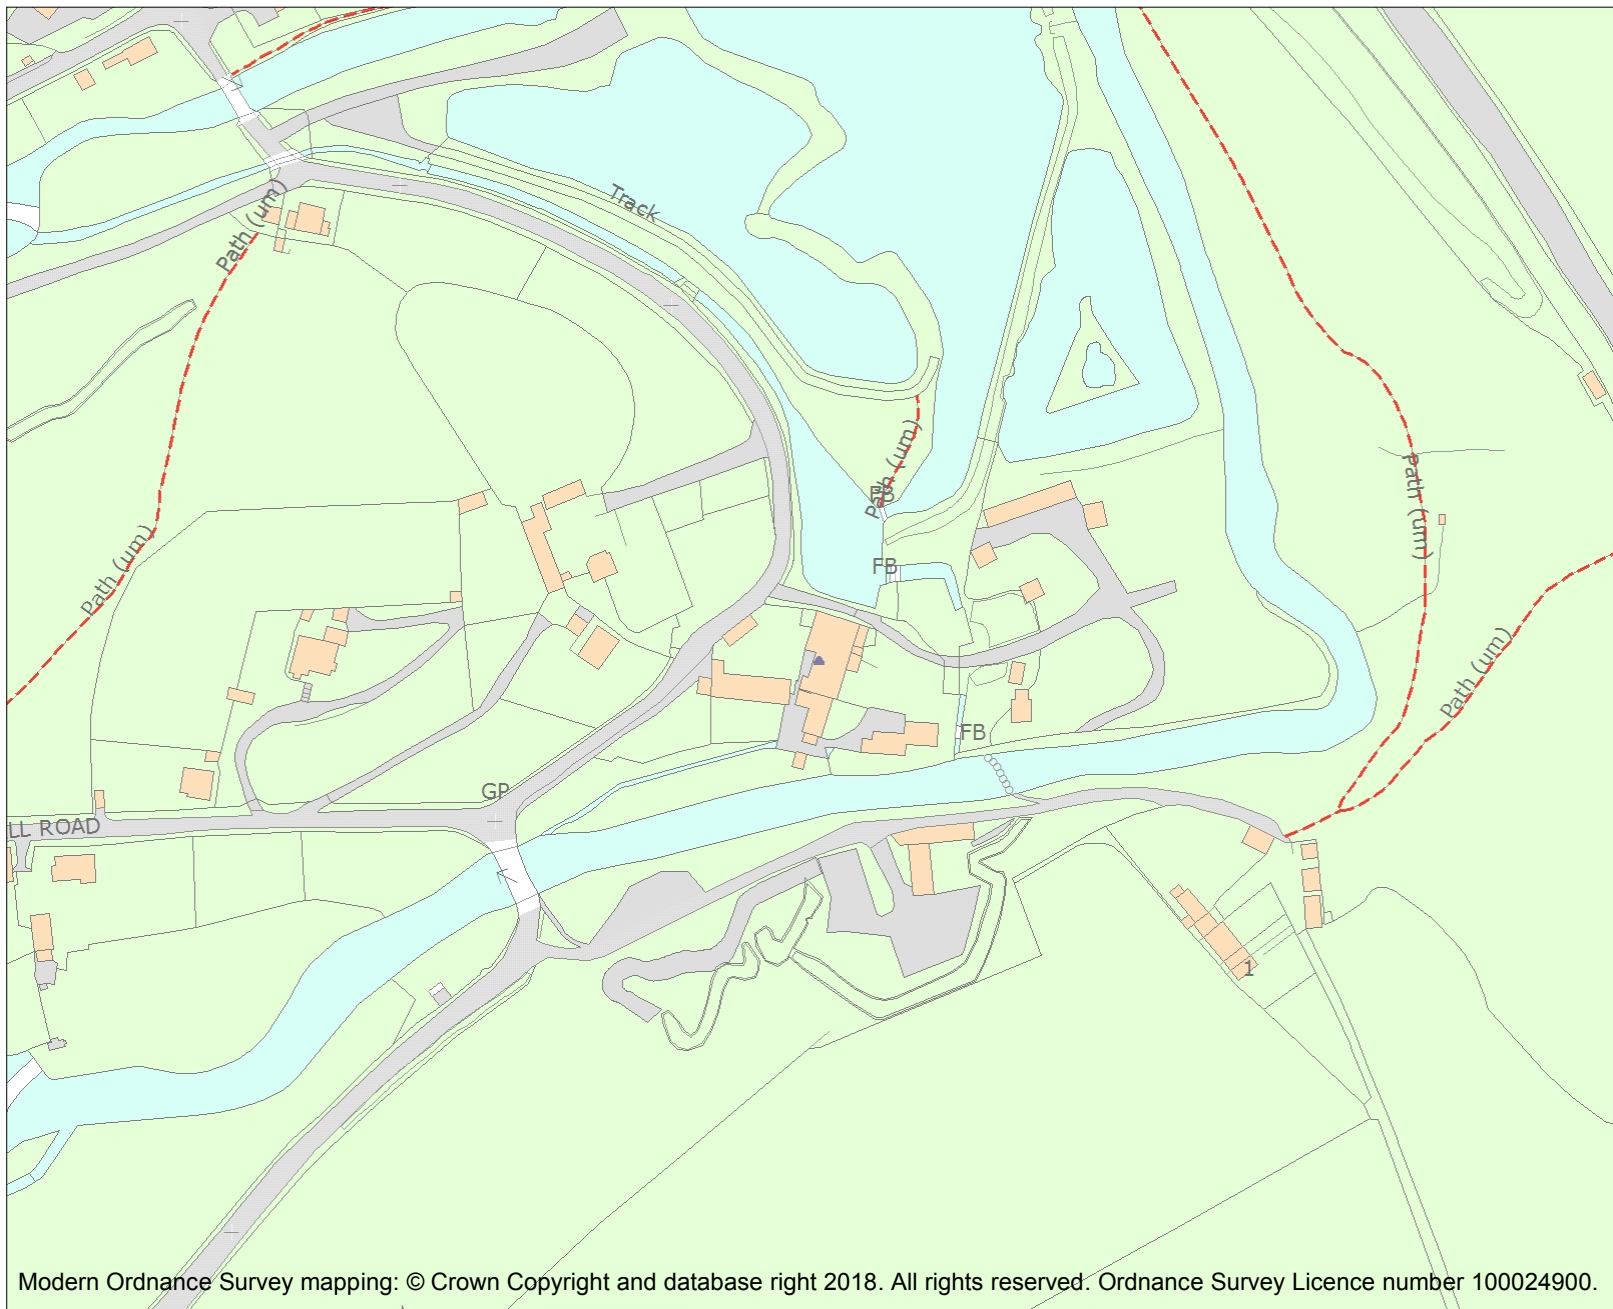 Track
Path (um)
Path (um)
FB
Path (um)
Path (um)
FB
Path (um)
FB
GP
LL ROAD
1
Modern Ordnance Survey mapping: © Crown Copyright and database right 2018. All rights reserved. Ordnance Survey Licence number 100024900.